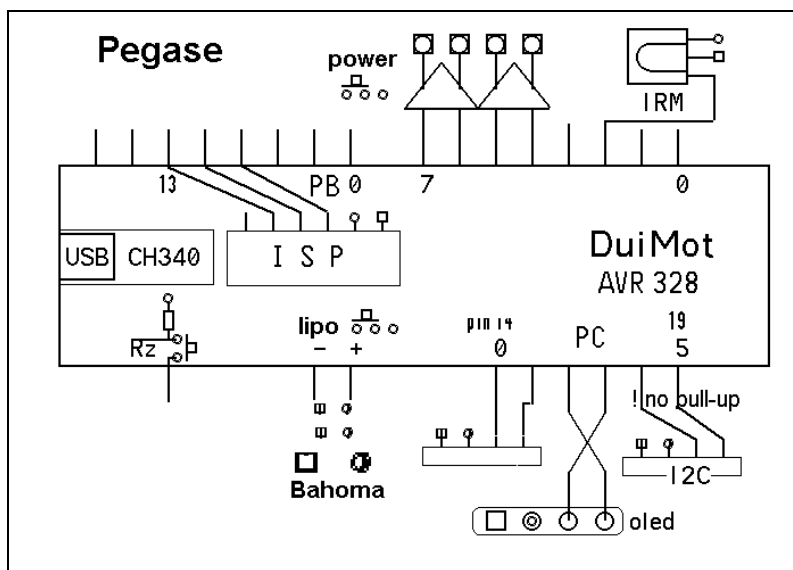 Pegase
power
IRM
13 PB 0 7 0
USB CH340
I S P
DuiMot
AVR 328
lipo
Rz
- +
pin 14
0
PC
19
5
! no pull-up
I2C
Bahoma
oled